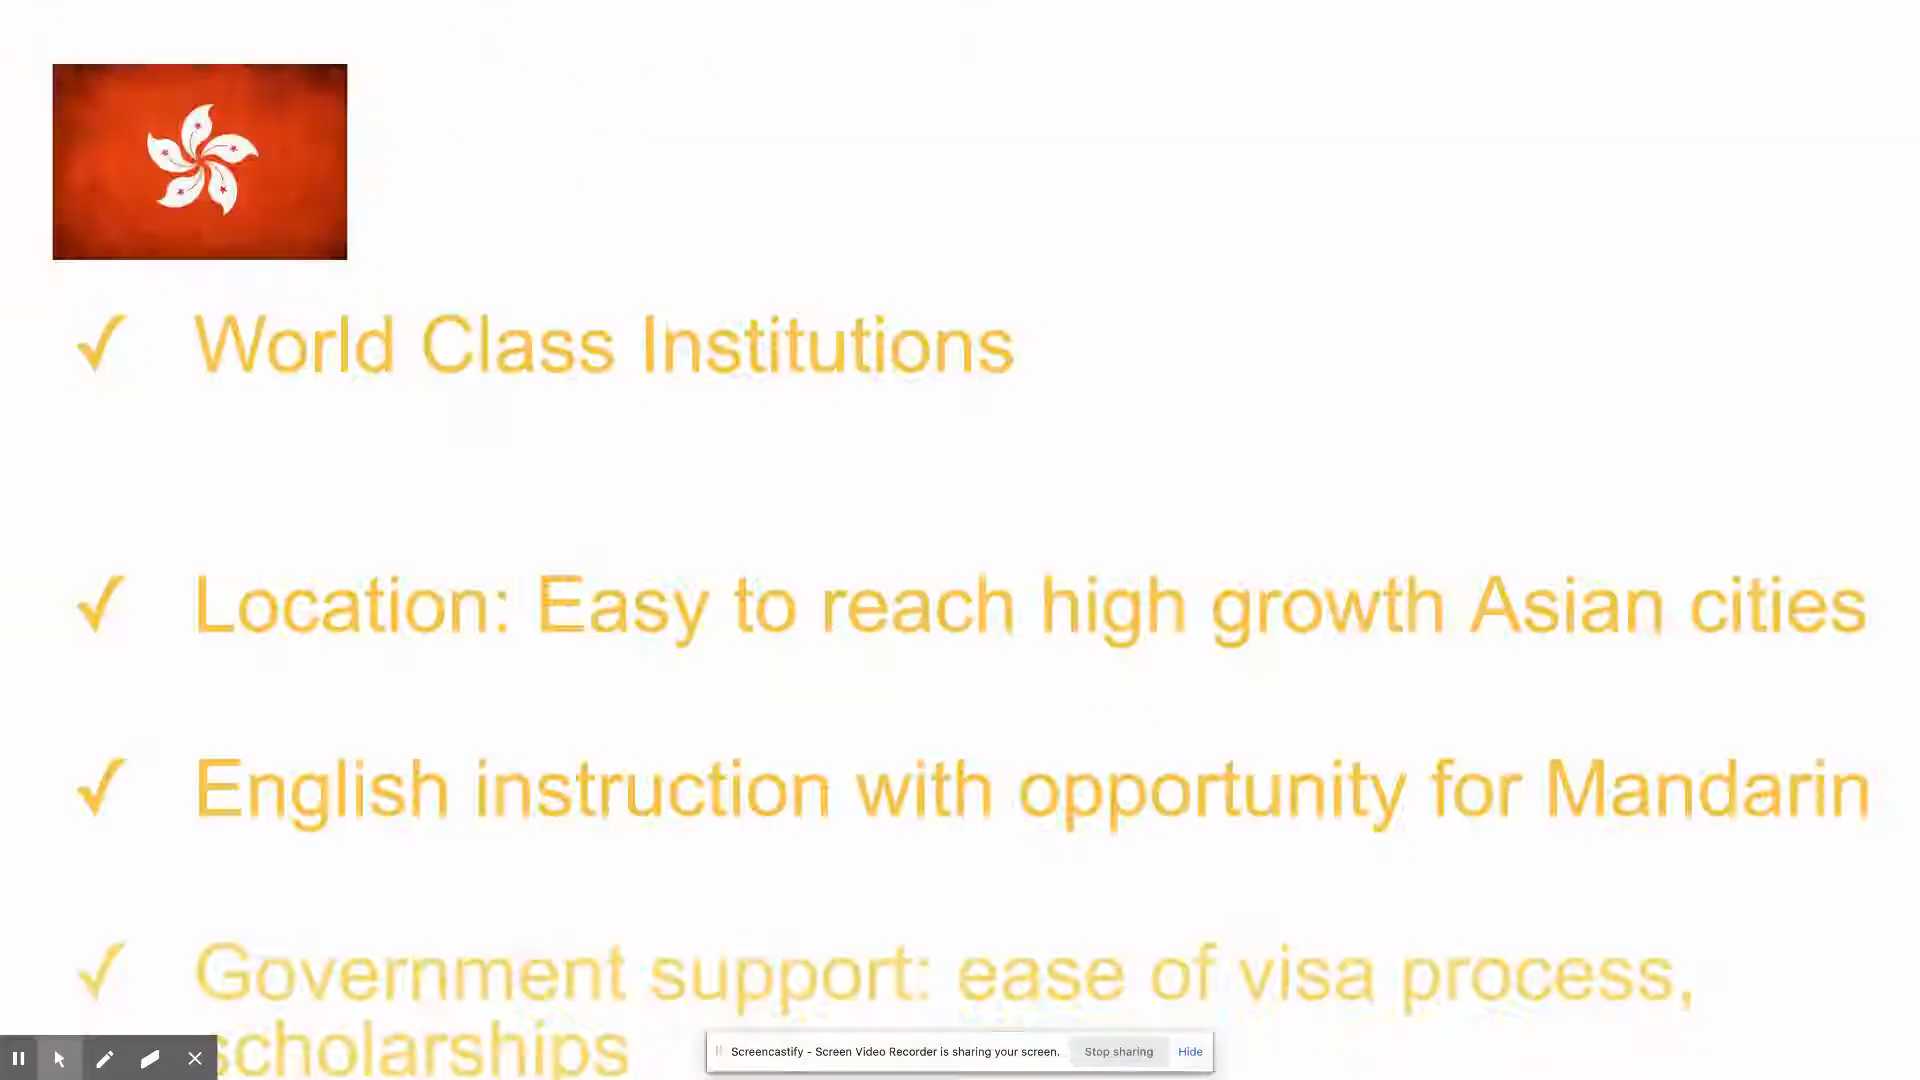 ✓ World Class Institutions
✓ Location: Easy to reach high growth Asian cities
✓ English instruction with opportunity for Mandarin
✓ Government support: ease of visa process,
scholarships
Screencastify - Screen Video Recorder is sharing your screen. Stop sharing Hide